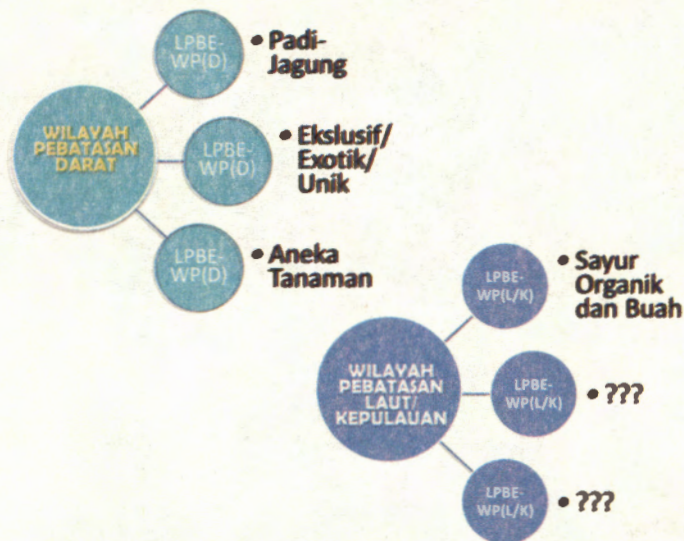 LPBE-
WP(D)
• Padi-
Jagung
WILAYAH
PEBATASAN
DARAT
LPBE-
WP(D)
• Ekslusif/
Exotik/
Unik
LPBE-
WP(D)
• Aneka
Tanaman
LPBE-
WP(L/K)
• Sayur
Organik
dan Buah
WILAYAH
PEBATASAN
LAUT/
KEPULAUAN
LPBE-
WP(L/K)
• ???
LPBE-
WP(L/K)
• ???